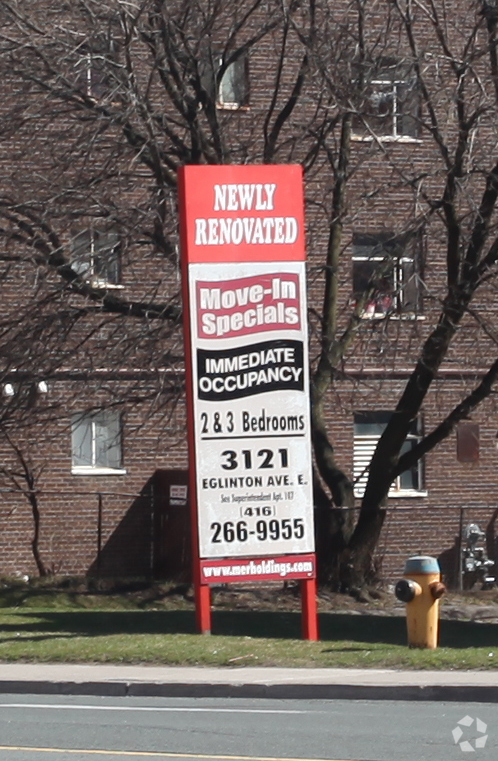 NEWLY
RENOVATED
Move-In
Specials
IMMEDIATE
OCCUPANCY
2 & 3 Bedrooms
3121
EGLINTON AVE. E.
See Superintendent Apt. 107
(416)
266-9955
www.merholdings.com